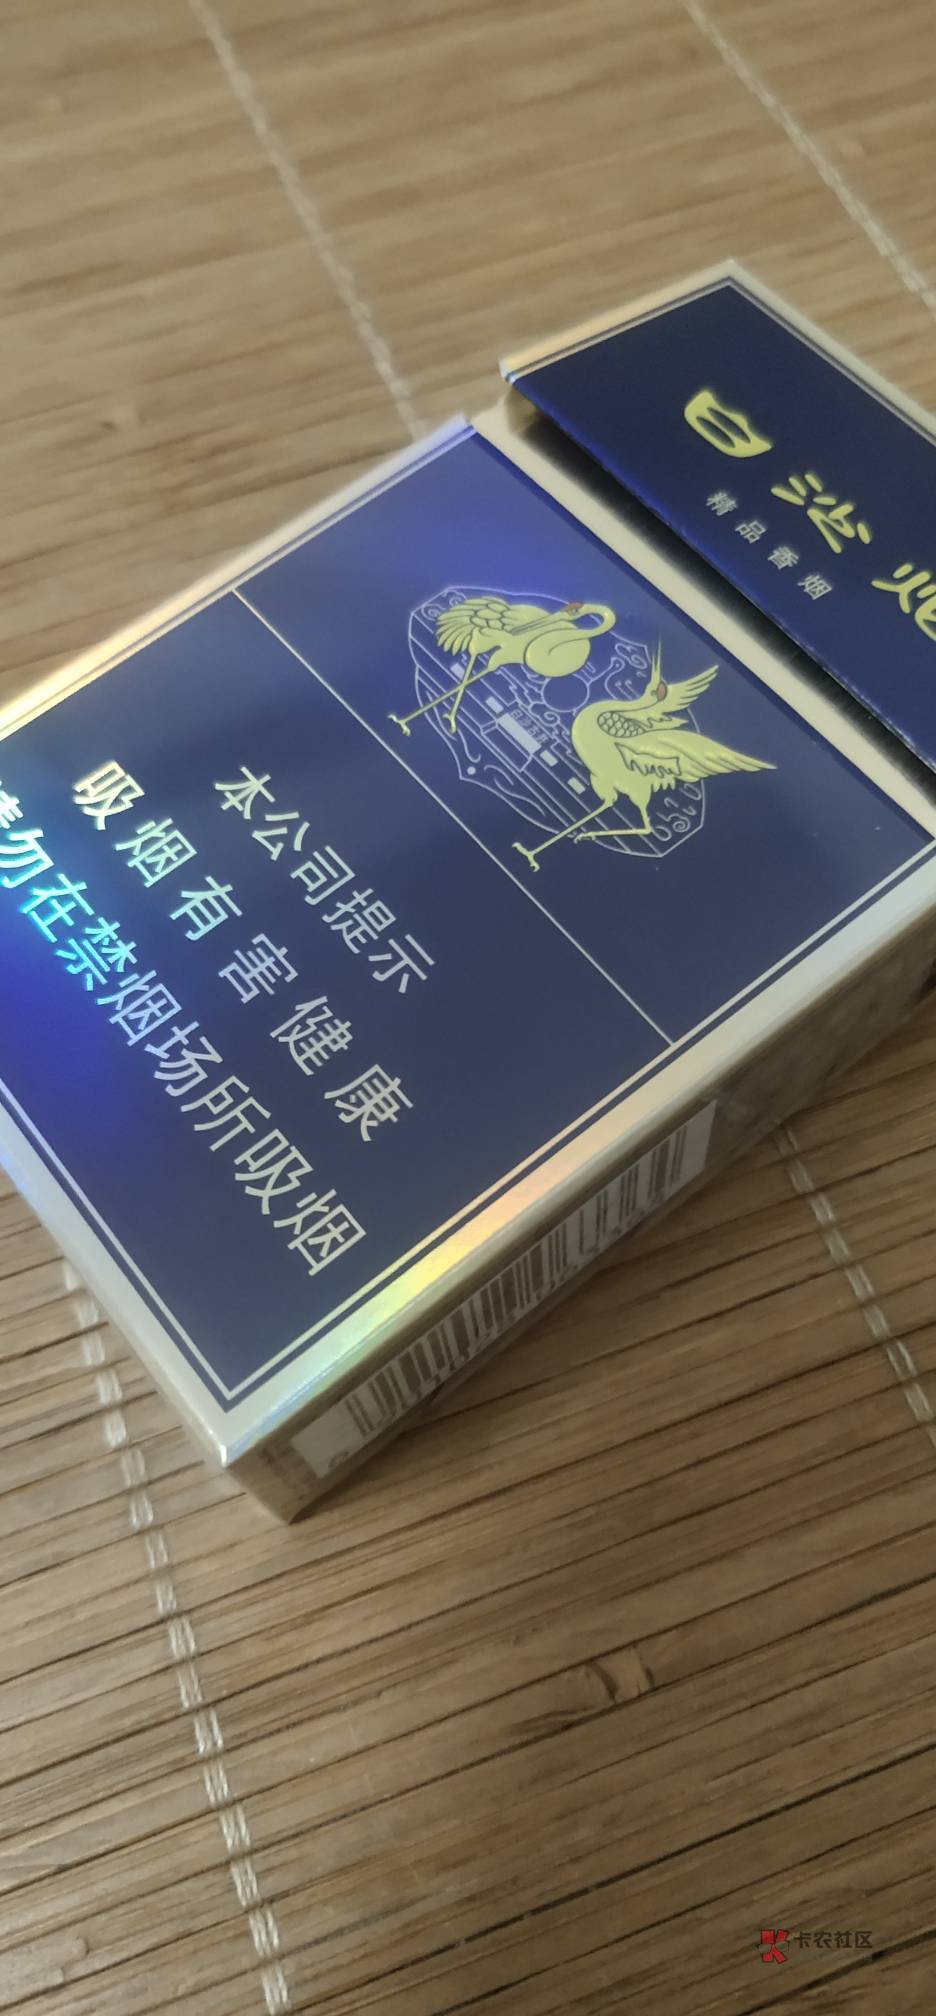 白沙烟
精品香烟
本公司提示
吸烟有害健康
请勿在禁烟场所吸烟
卡农社区